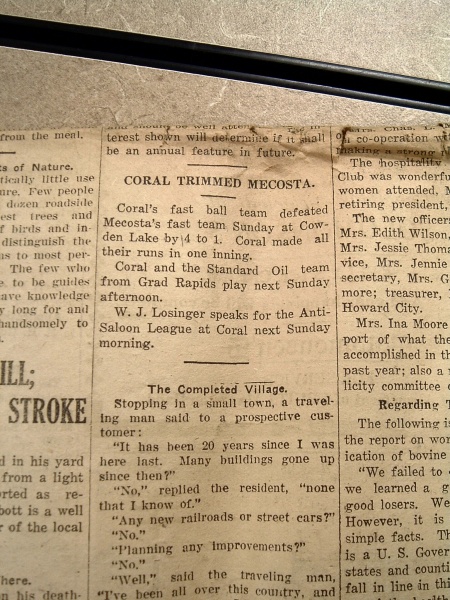 from the meal.
ts of Nature.
tically little use
ure. Few people
dozen roadside
est trees and
f birds and in-
distinguish the
as to most per-
The few who
e to be guides
ave knowledge
y long for and
handsomely to
ILL;
STROKE
d in his yard
from a light
orted as re-
bott is a well
r of the local
here.
on his death-
terest shown will determine if it shall
be an annual feature in future.
CORAL TRIMMED MECOSTA.
Coral's fast ball team defeated
Mecosta's fast team Sunday at Cow-
den Lake by 4 to 1. Coral made all
their runs in one inning.
Coral and the Standard Oil team
from Grad Rapids play next Sunday
afternoon.
W. J. Losinger speaks for the Anti-
Saloon League at Coral next Sunday
morning.
The Completed Village.
Stopping in a small town, a travel-
ing man said to a prospective cus-
tomer:
"It has been 20 years since I was
here last. Many buildings gone up
since then?"
"No," replied the resident, "none
that I know of."
"Any new railroads or street cars?"
"No."
"Planning any improvements?"
"No."
"Well," said the traveling man,
"I've been all over this country, and
Mrs. Chas.
of co-operation
making a strong
The hospitality
Club was wonderfu
women attended, M
retiring president,
The new officers
Mrs. Edith Wilson,
Mrs. Jessie Thoma
vice, Mrs. Jennie
secretary, Mrs. G
more; treasurer,
Howard City.
Mrs. Ina Moore
port of what the
accomplished in th
past year; also a
licity committee
Regarding T
The following is
the report on wor
ication of bovine
"We failed to
we learned a g
good losers. We
However, it is
simple facts. Th
is a U. S. Gover
states and counti
fall in line in thi